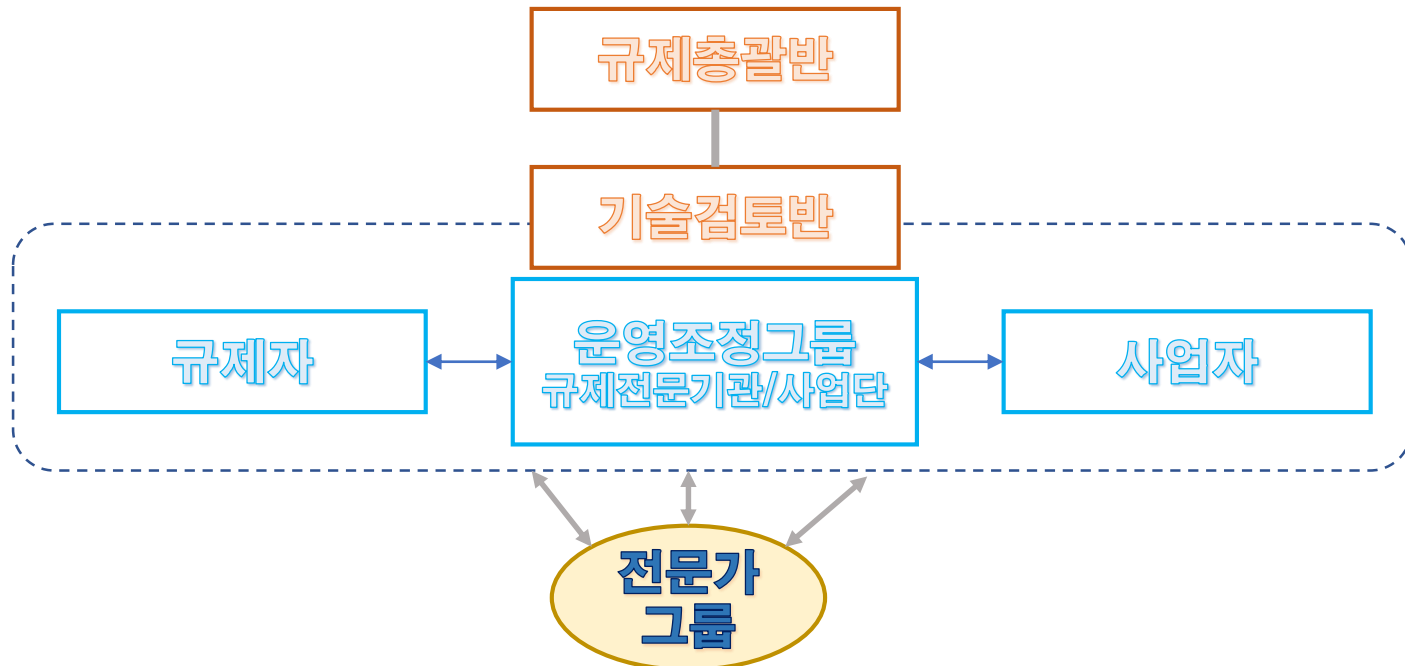 규제총괄반
기술검토반
규제자
운영조정그룹
규제전문기관/사업단
사업자
전문가
그룹